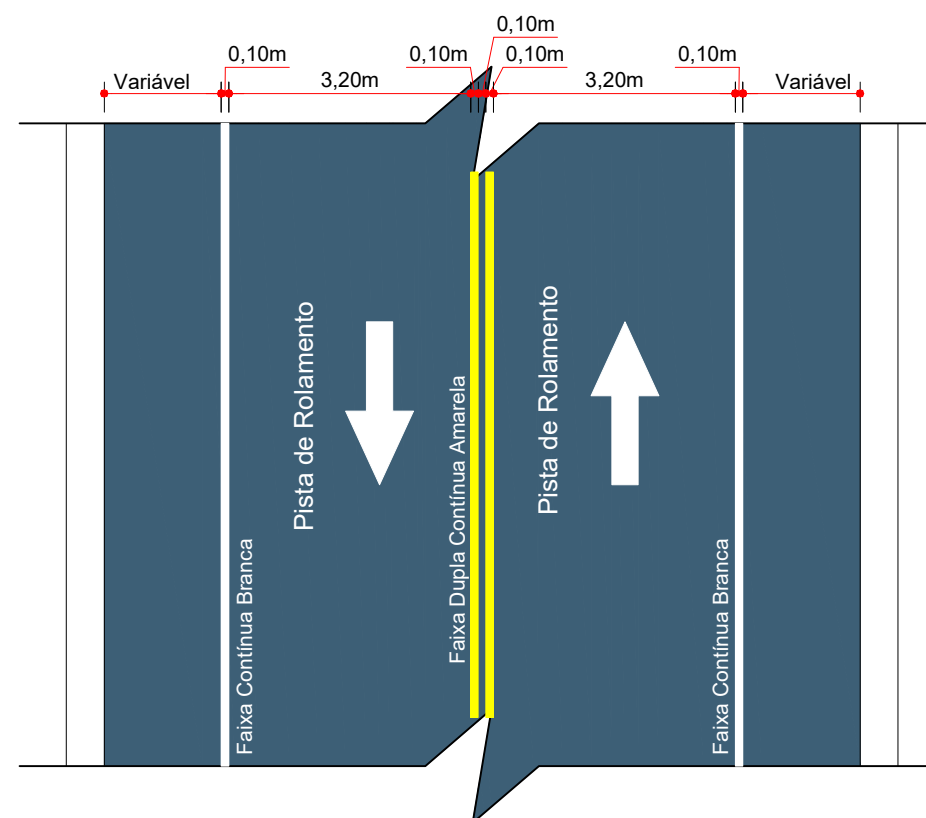 0,10m
0,10m
0,10m
0,10m
0,10m
Variável
3,20m
3,20m
Variável
Pista de Rolamento
Pista de Rolamento
Faixa Dupla Contínua Amarela
Faixa Contínua Branca
Faixa Contínua Branca